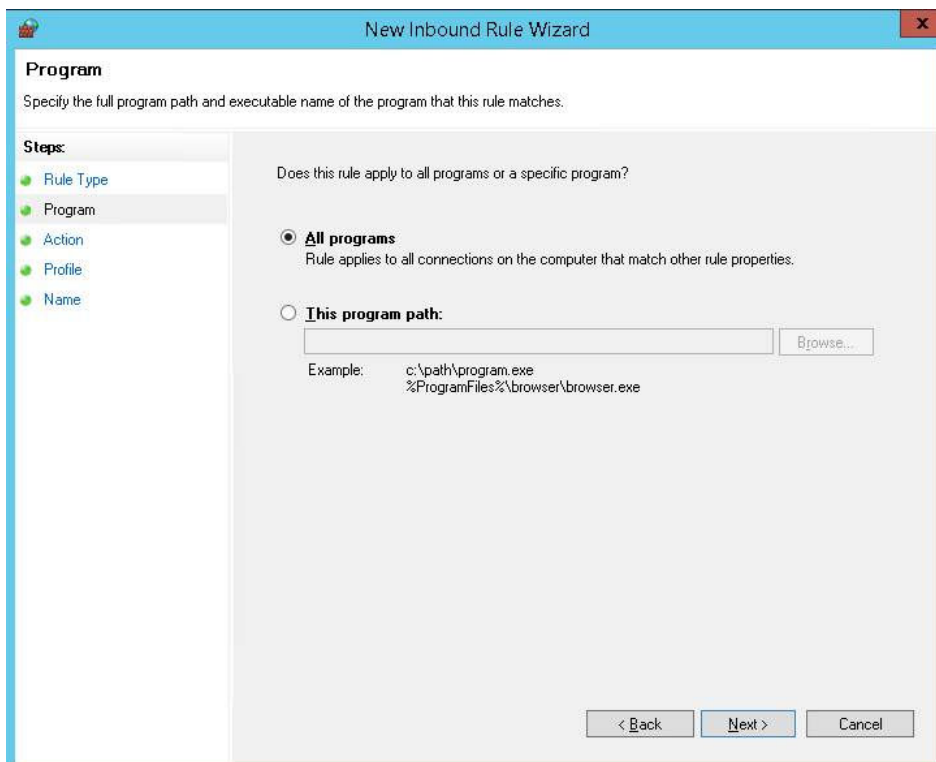 New Inbound Rule Wizard
x
Program
Specify the full program path and executable name of the program that this rule matches.
Steps:
Rule Type
Program
Action
Profile
Name
Does this rule apply to all programs or a specific program?
All programs
Rule applies to all connections on the computer that match other rule properties.
This program path:
Browse...
Example: c:\path\program.exe
%ProgramFiles%\browser\browser.exe
< Back Next > Cancel